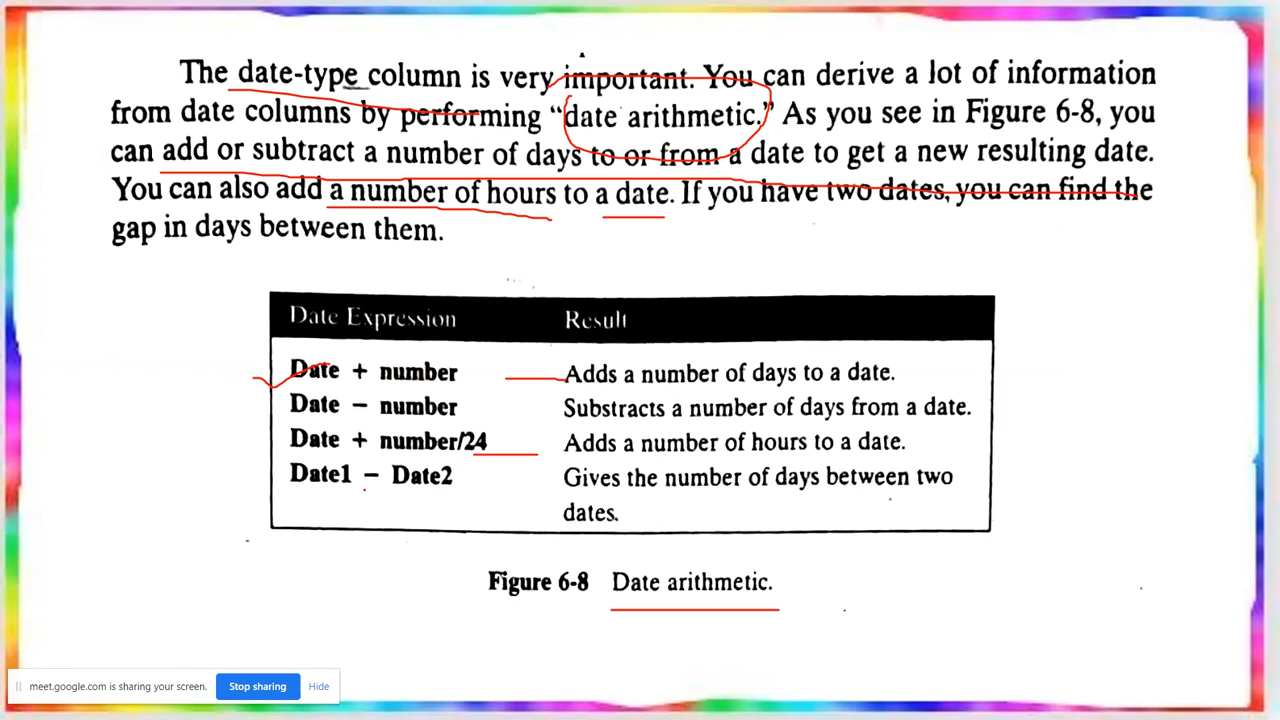 The date-type column is very important. You can derive a lot of information
from date columns by performing “date arithmetic.” As you see in Figure 6-8, you
can add or subtract a number of days to or from a date to get a new resulting date.
You can also add a number of hours to a date. If you have two dates, you can find the
gap in days between them.
Date Expression Result
Date + number Adds a number of days to a date.
Date − number Substracts a number of days from a date.
Date + number/24 Adds a number of hours to a date.
Date1 − Date2 Gives the number of days between two
dates.
Figure 6-8 Date arithmetic.
meet.google.com is sharing your screen. Stop sharing Hide